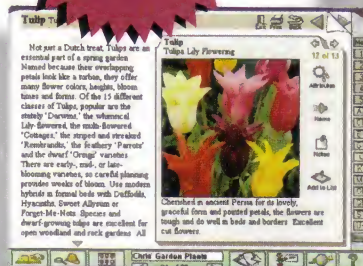 Tulip
Not just a Dutch treat, Tulips are an
essential part of a spring garden
Named because their overlapping
petals look like a turban, they offer
many flower colors, heights, bloom
times and forms. Of the 15 different
classes of Tulips, popular are the
stately 'Darwins,' the whimsical
Lily-flowered, the multi-flowered
'Cottages,' the striped and streaked
'Rembrandts,' the feathery 'Parrots'
and the dwarf varieties
There are early-, mid-, or late-
blooming varieties, so careful planning
provides weeks of bloom. Use modern
hybrids in formal beds with Daffodils,
Hyacinths, Sweet Allysum or
Forget-Me-Nots Species and
dwarf-growing tulips are excellent for
open woodland and rock gardens All
Tulip
Tulipa Lily Flowering
12 of 13
Attributes
Name
Notes
Add to List
Cherished in ancient Persia for its lovely,
graceful form and pointed petals, the flowers are
tough and do well in beds and borders Excellent
cut flowers.
Chris' Garden Plants